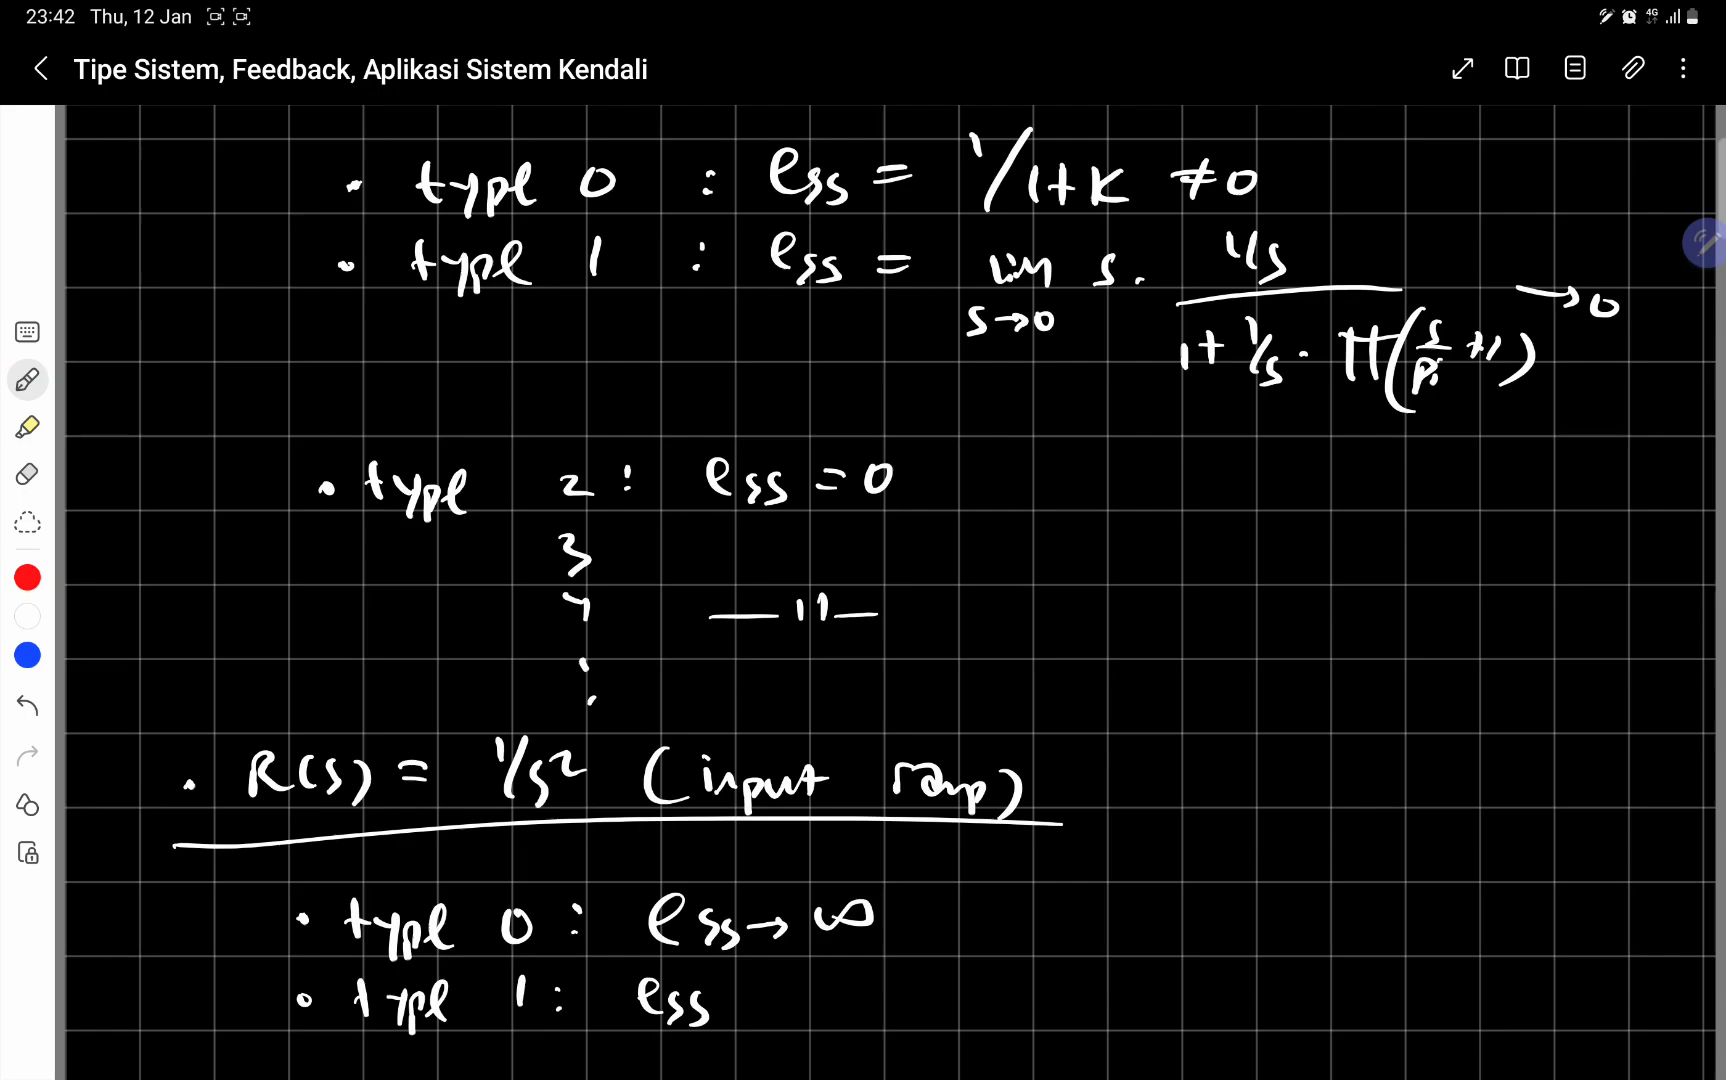 23:42 Thu, 12 Jan 4G
Tipe Sistem, Feedback, Aplikasi Sistem Kendali
• type 0 : ess = 1/1+K ≠ 0
• type 1 : ess = lim s→0 s. (1/s) / (1 + 1/s · Π(s/pi + 1)) → 0
• type 2 : ess = 0
3
4 — 11 —
.
.
• R(s) = 1/s² (input ramp)
• type 0 : ess → ∞
• type 1 : ess